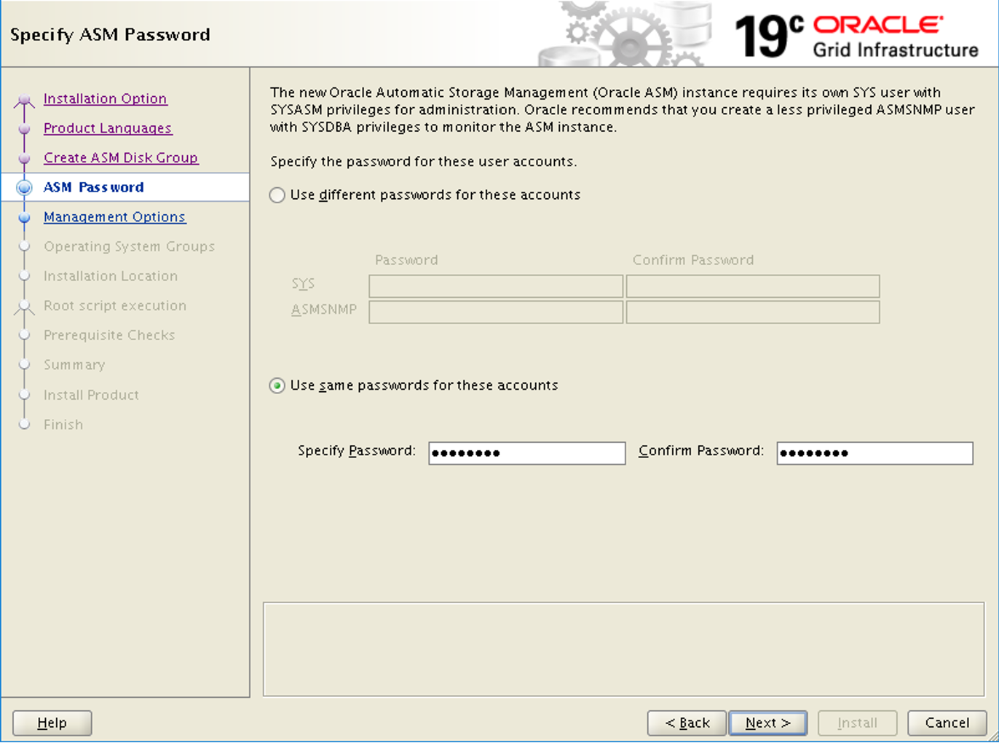 Specify ASM Password
19c ORACLE®
Grid Infrastructure
Installation Option
Product Languages
Create ASM Disk Group
ASM Password
Management Options
Operating System Groups
Installation Location
Root script execution
Prerequisite Checks
Summary
Install Product
Finish
The new Oracle Automatic Storage Management (Oracle ASM) instance requires its own SYS user with
SYSASM privileges for administration. Oracle recommends that you create a less privileged ASMSNMP user
with SYSDBA privileges to monitor the ASM instance.
Specify the password for these user accounts.
Use different passwords for these accounts
Password Confirm Password
SYS
ASMSNMP
Use same passwords for these accounts
Specify Password: •••••••• Confirm Password: ••••••••
Help < Back Next > Install Cancel